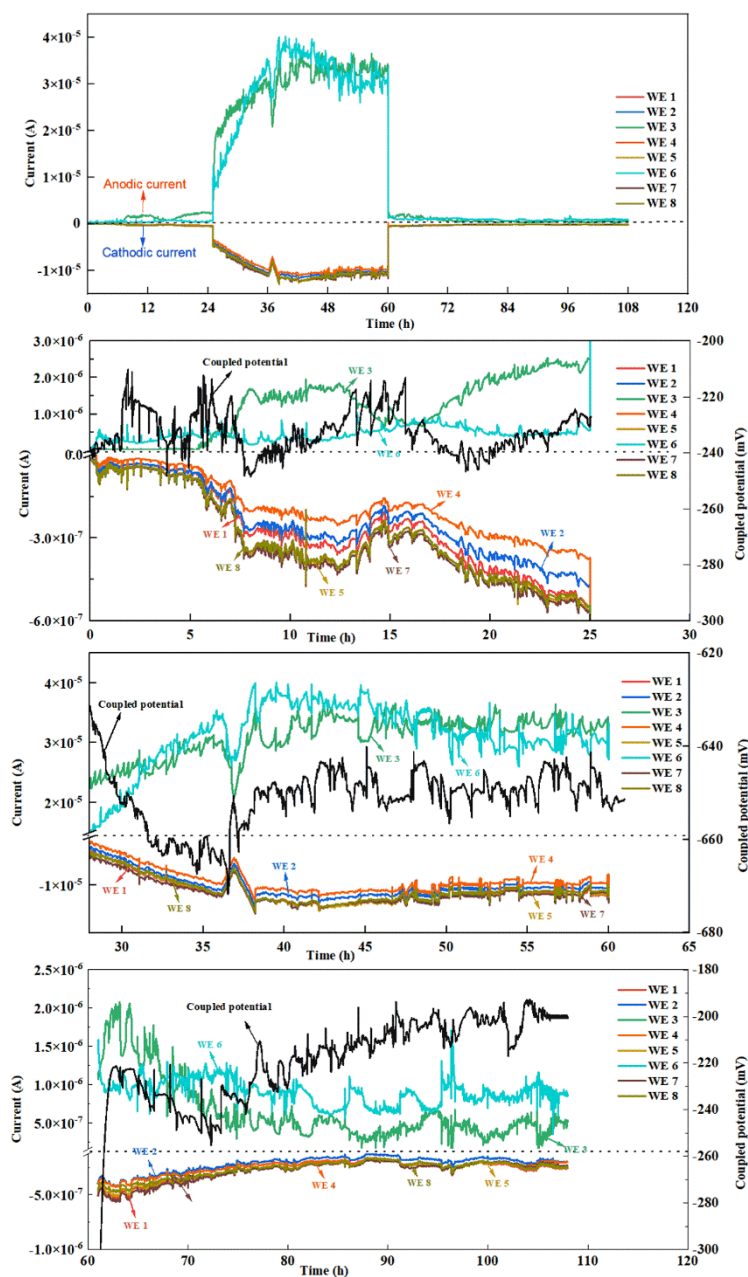 4×10⁻⁵
3×10⁻⁵
2×10⁻⁵
1×10⁻⁵
0
-1×10⁻⁵
Current (A)
Anodic current
Cathodic current
WE 1
WE 2
WE 3
WE 4
WE 5
WE 6
WE 7
WE 8
0 12 24 36 48 60 72 84 96 108 120
Time (h)
3.0×10⁻⁶
2.0×10⁻⁶
1.0×10⁻⁶
0.0
-3.0×10⁻⁷
-6.0×10⁻⁷
Current (A)
Coupled potential
WE 3
WE 6
WE 4
WE 1
WE 2
WE 8
WE 5
WE 7
WE 1
WE 2
WE 3
WE 4
WE 5
WE 6
WE 7
WE 8
-200
-220
-240
-260
-280
-300
Coupled potential (mV)
0 5 10 15 20 25 30
Time (h)
4×10⁻⁵
3×10⁻⁵
2×10⁻⁵
-1×10⁻⁵
Current (A)
Coupled potential
WE 3
WE 6
WE 2
WE 4
WE 1
WE 8
WE 5
WE 7
WE 1
WE 2
WE 3
WE 4
WE 5
WE 6
WE 7
WE 8
-620
-640
-660
-680
Coupled potential (mV)
30 35 40 45 50 55 60 65
Time (h)
2.5×10⁻⁶
2.0×10⁻⁶
1.5×10⁻⁶
1.0×10⁻⁶
5.0×10⁻⁷
-5.0×10⁻⁷
-1.0×10⁻⁶
Current (A)
Coupled potential
WE 6
WE 3
WE 2
WE 4
WE 8
WE 5
WE 1
WE 1
WE 2
WE 3
WE 4
WE 5
WE 6
WE 7
WE 8
-180
-200
-220
-240
-260
-280
-300
Coupled potential (mV)
60 70 80 90 100 110 120
Time (h)